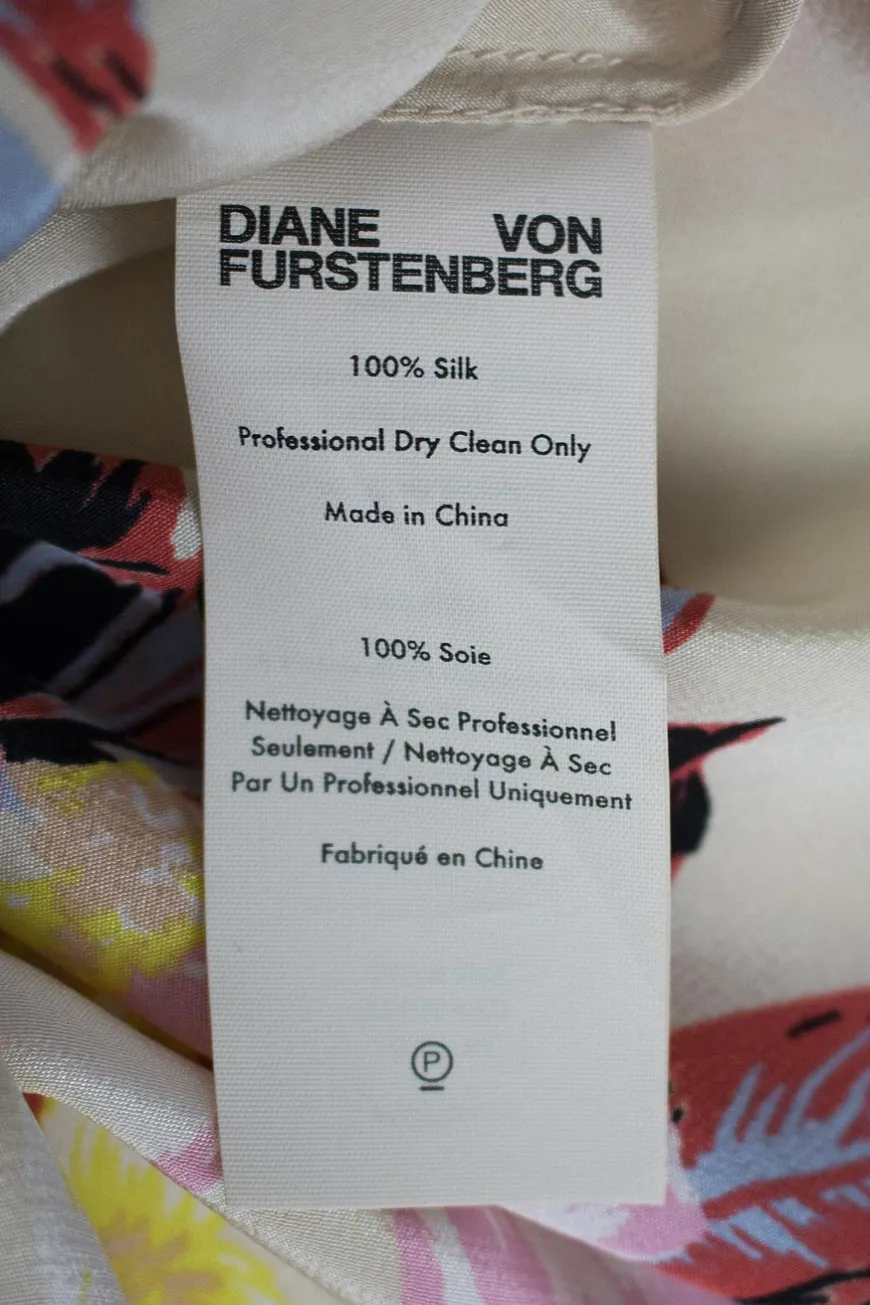 DIANE VON
FURSTENBERG
100% Silk
Professional Dry Clean Only
Made in China
100% Soie
Nettoyage À Sec Professionnel
Seulement / Nettoyage À Sec
Par Un Professionnel Uniquement
Fabriqué en Chine
P